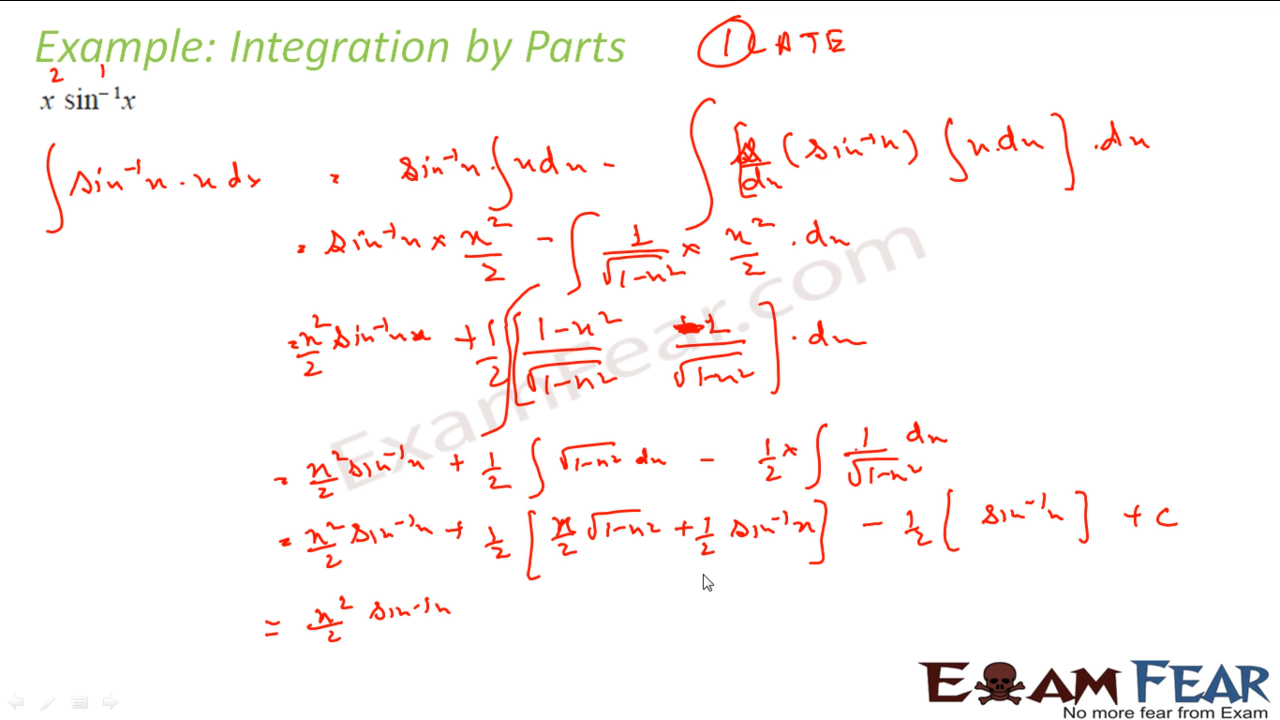 Example: Integration by Parts
ILATE
2 1
x sin⁻¹x
∫ sin⁻¹x · x dx = sin⁻¹x · ∫ x dx − ∫ [d/dx (sin⁻¹x) ∫ x · dx] · dx
= sin⁻¹x × x²/2 − ∫ 1/√(1−x²) × x²/2 · dx
= x²/2 sin⁻¹x + 1/2 ∫ [(1−x²)/√(1−x²) − 1/√(1−x²)] · dx
= x²/2 sin⁻¹x + 1/2 ∫ √(1−x²) dx − 1/2 × ∫ 1/√(1−x²) dx
= x²/2 sin⁻¹x + 1/2 [x/2 √(1−x²) + 1/2 sin⁻¹x] − 1/2 [sin⁻¹x] + c
= x²/2 sin⁻¹x
ExamFear.com
EXAMFEAR
No more fear from Exam